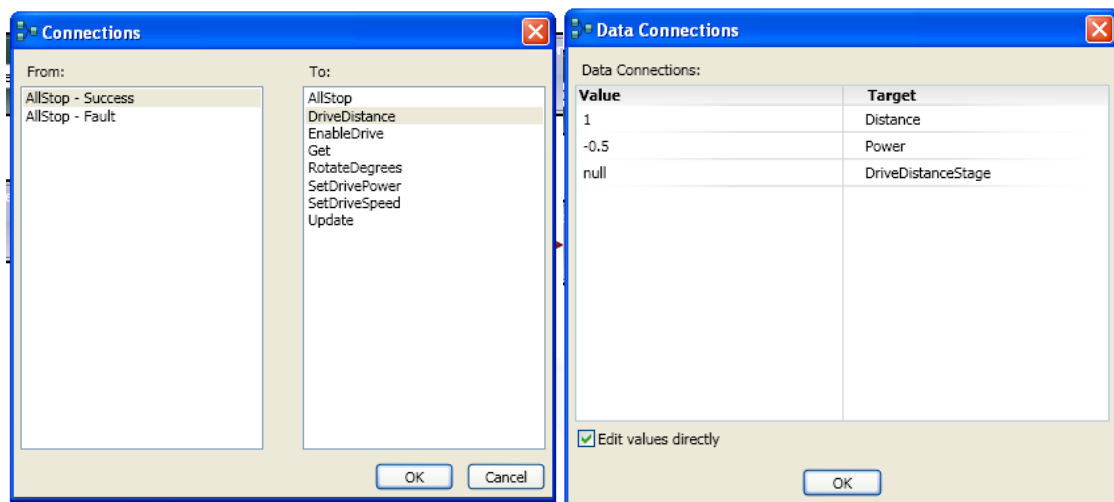 Connections
From:
To:
AllStop - Success
AllStop - Fault
AllStop
DriveDistance
EnableDrive
Get
RotateDegrees
SetDrivePower
SetDriveSpeed
Update
OK
Cancel
Data Connections
Data Connections:
Value
Target
1
Distance
-0.5
Power
null
DriveDistanceStage
Edit values directly
OK